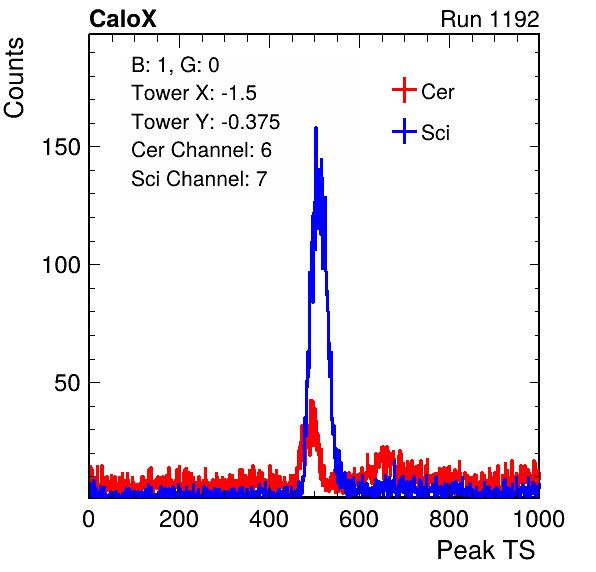 CaloX Run 1192
Counts
B: 1, G: 0
Tower X: -1.5
Tower Y: -0.375
Cer Channel: 6
Sci Channel: 7
Cer
Sci
150
100
50
0 200 400 600 800 1000
Peak TS